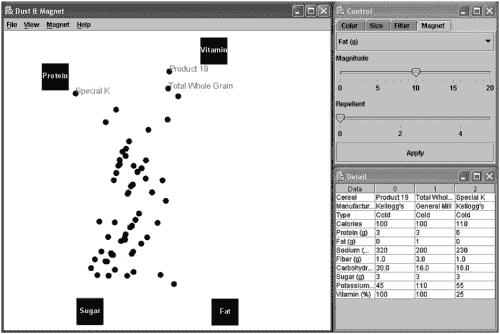 Dust & Magnet
File View Magnet Help
Vitamin
Product 19
Protein
Total Whole Grain
Special K
Sugar
Fat
Control
Color Size Filter Magnet
Fat (g)
Magnitude
0 5 10 15 20
Repellent
0 2 4
Apply
Detail
Data 0 1 2
Cereal Product 19 Total Whol... Special K
Manufactur... Kellogg's General Mill Kellogg's
Type Cold Cold Cold
Calories 100 100 110
Protein (g) 3 3 6
Fat (g) 0 1 0
Sodium (... 320 200 230
Fiber (g) 1.0 3.0 1.0
Carbohydr... 20.0 16.0 16.0
Sugar (g) 3 3 3
Potassium... 45 110 55
Vitamin (%) 100 100 25